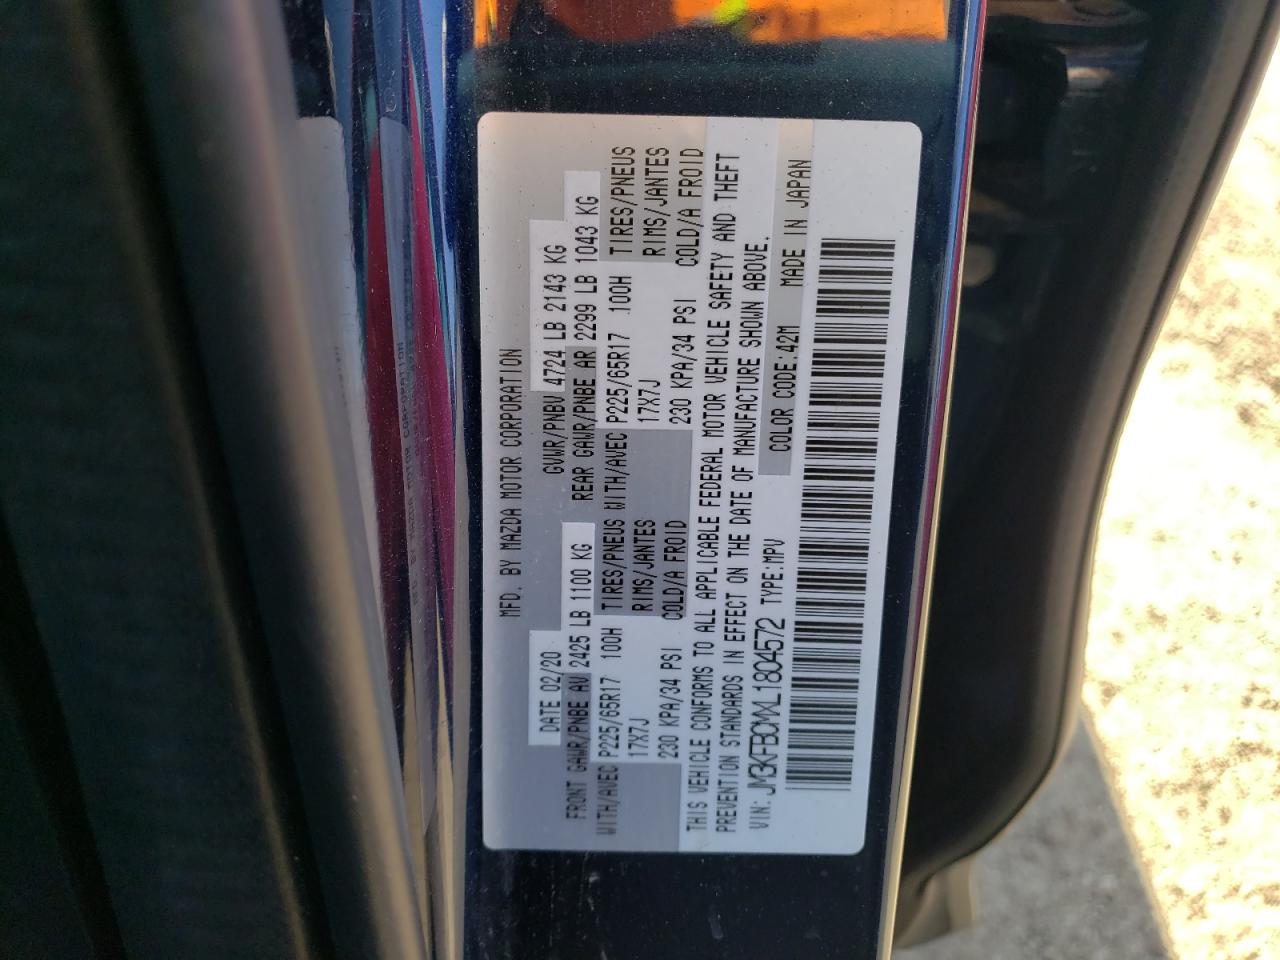 MFD. BY MAZDA MOTOR CORPORATION
DATE 02/20 GVWR/PNBV 4724 LB 2143 KG
FRONT GAWR/PNBE AV 2425 LB 1100 KG REAR GAWR/PNBE AR 2299 LB 1043 KG
WITH/AVEC P225/65R17 100H TIRES/PNEUS WITH/AVEC P225/65R17 100H TIRES/PNEUS
17X7J RIMS/JANTES 17X7J RIMS/JANTES
230 KPA/34 PSI COLD/A FROID 230 KPA/34 PSI COLD/A FROID
THIS VEHICLE CONFORMS TO ALL APPLICABLE FEDERAL MOTOR VEHICLE SAFETY AND THEFT
PREVENTION STANDARDS IN EFFECT ON THE DATE OF MANUFACTURE SHOWN ABOVE.
VIN: JM3KFBCMXL1804572 TYPE:MPV COLOR CODE:42M MADE IN JAPAN